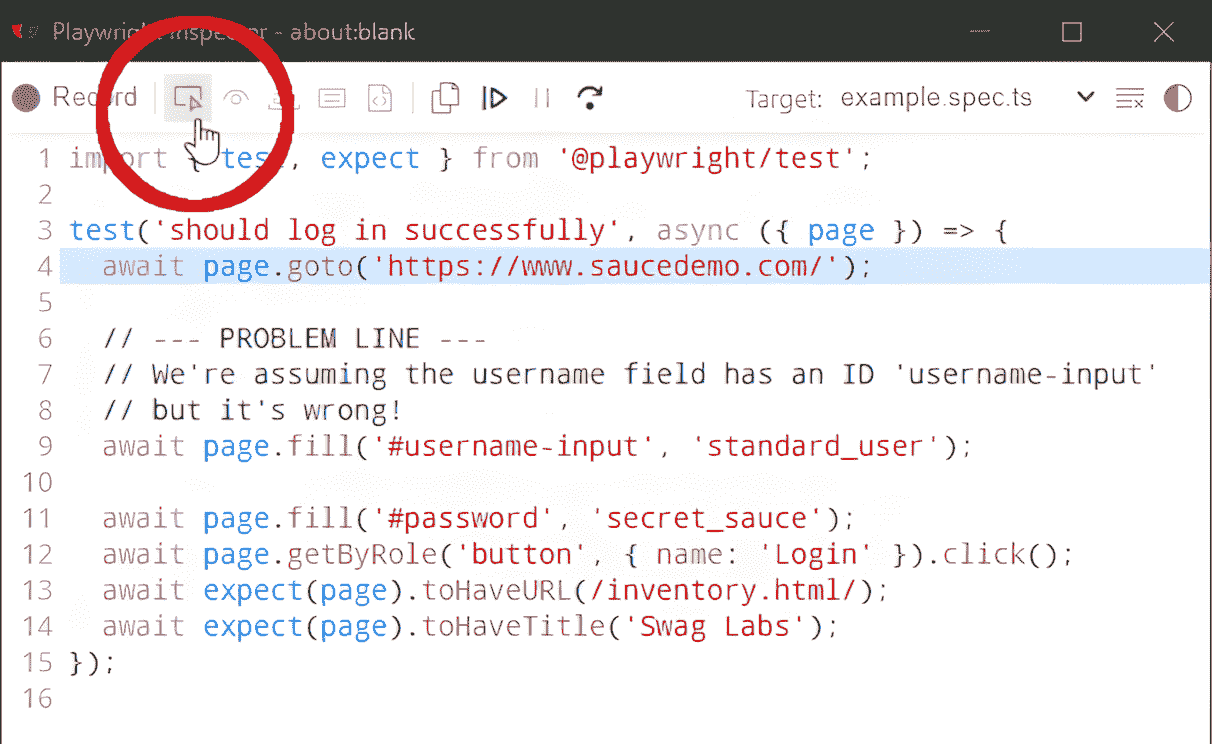 Playwright Inspector - about:blank
Record
Target: example.spec.ts
1 import { test, expect } from '@playwright/test';
2
3 test('should log in successfully', async ({ page }) => {
4   await page.goto('https://www.saucedemo.com/');
5
6   // --- PROBLEM LINE ---
7   // We're assuming the username field has an ID 'username-input'
8   // but it's wrong!
9   await page.fill('#username-input', 'standard_user');
10
11   await page.fill('#password', 'secret_sauce');
12   await page.getByRole('button', { name: 'Login' }).click();
13   await expect(page).toHaveURL(/inventory.html/);
14   await expect(page).toHaveTitle('Swag Labs');
15 });
16